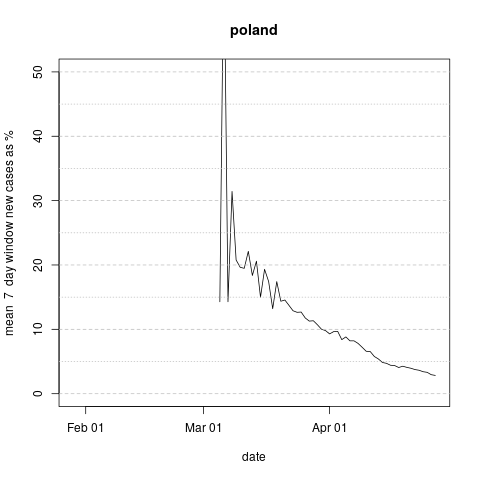 poland
mean 7 day window new cases as %
50
40
30
20
10
0
Feb 01
Mar 01
Apr 01
date